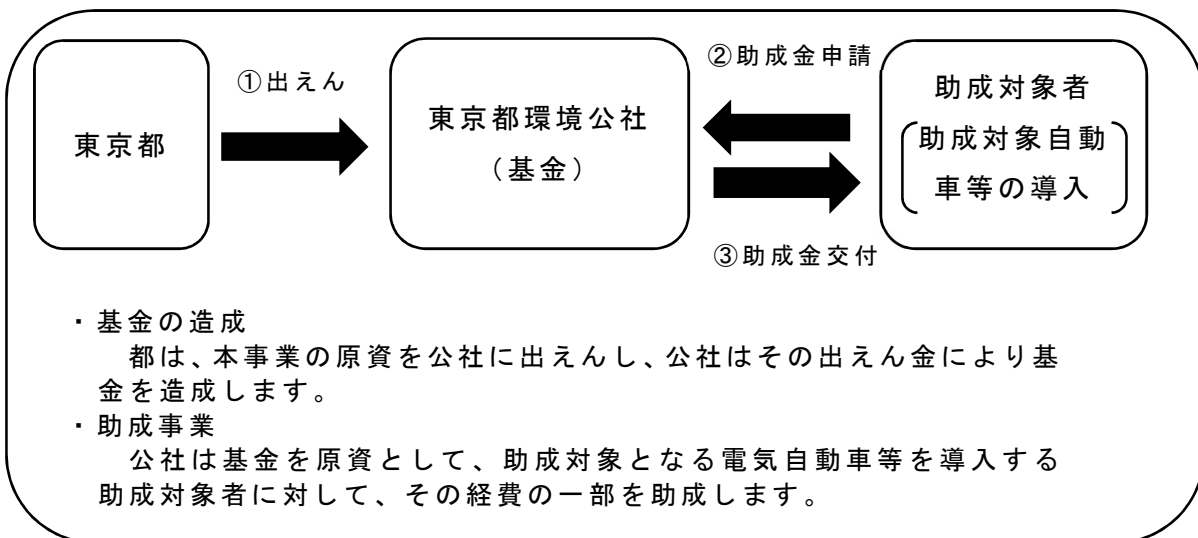 東京都
①出えん
東京都環境公社
（基金）
②助成金申請
③助成金交付
助成対象者
助成対象自動
車等の導入
・基金の造成
都は、本事業の原資を公社に出えんし、公社はその出えん金により基
金を造成します。
・助成事業
公社は基金を原資として、助成対象となる電気自動車等を導入する
助成対象者に対して、その経費の一部を助成します。